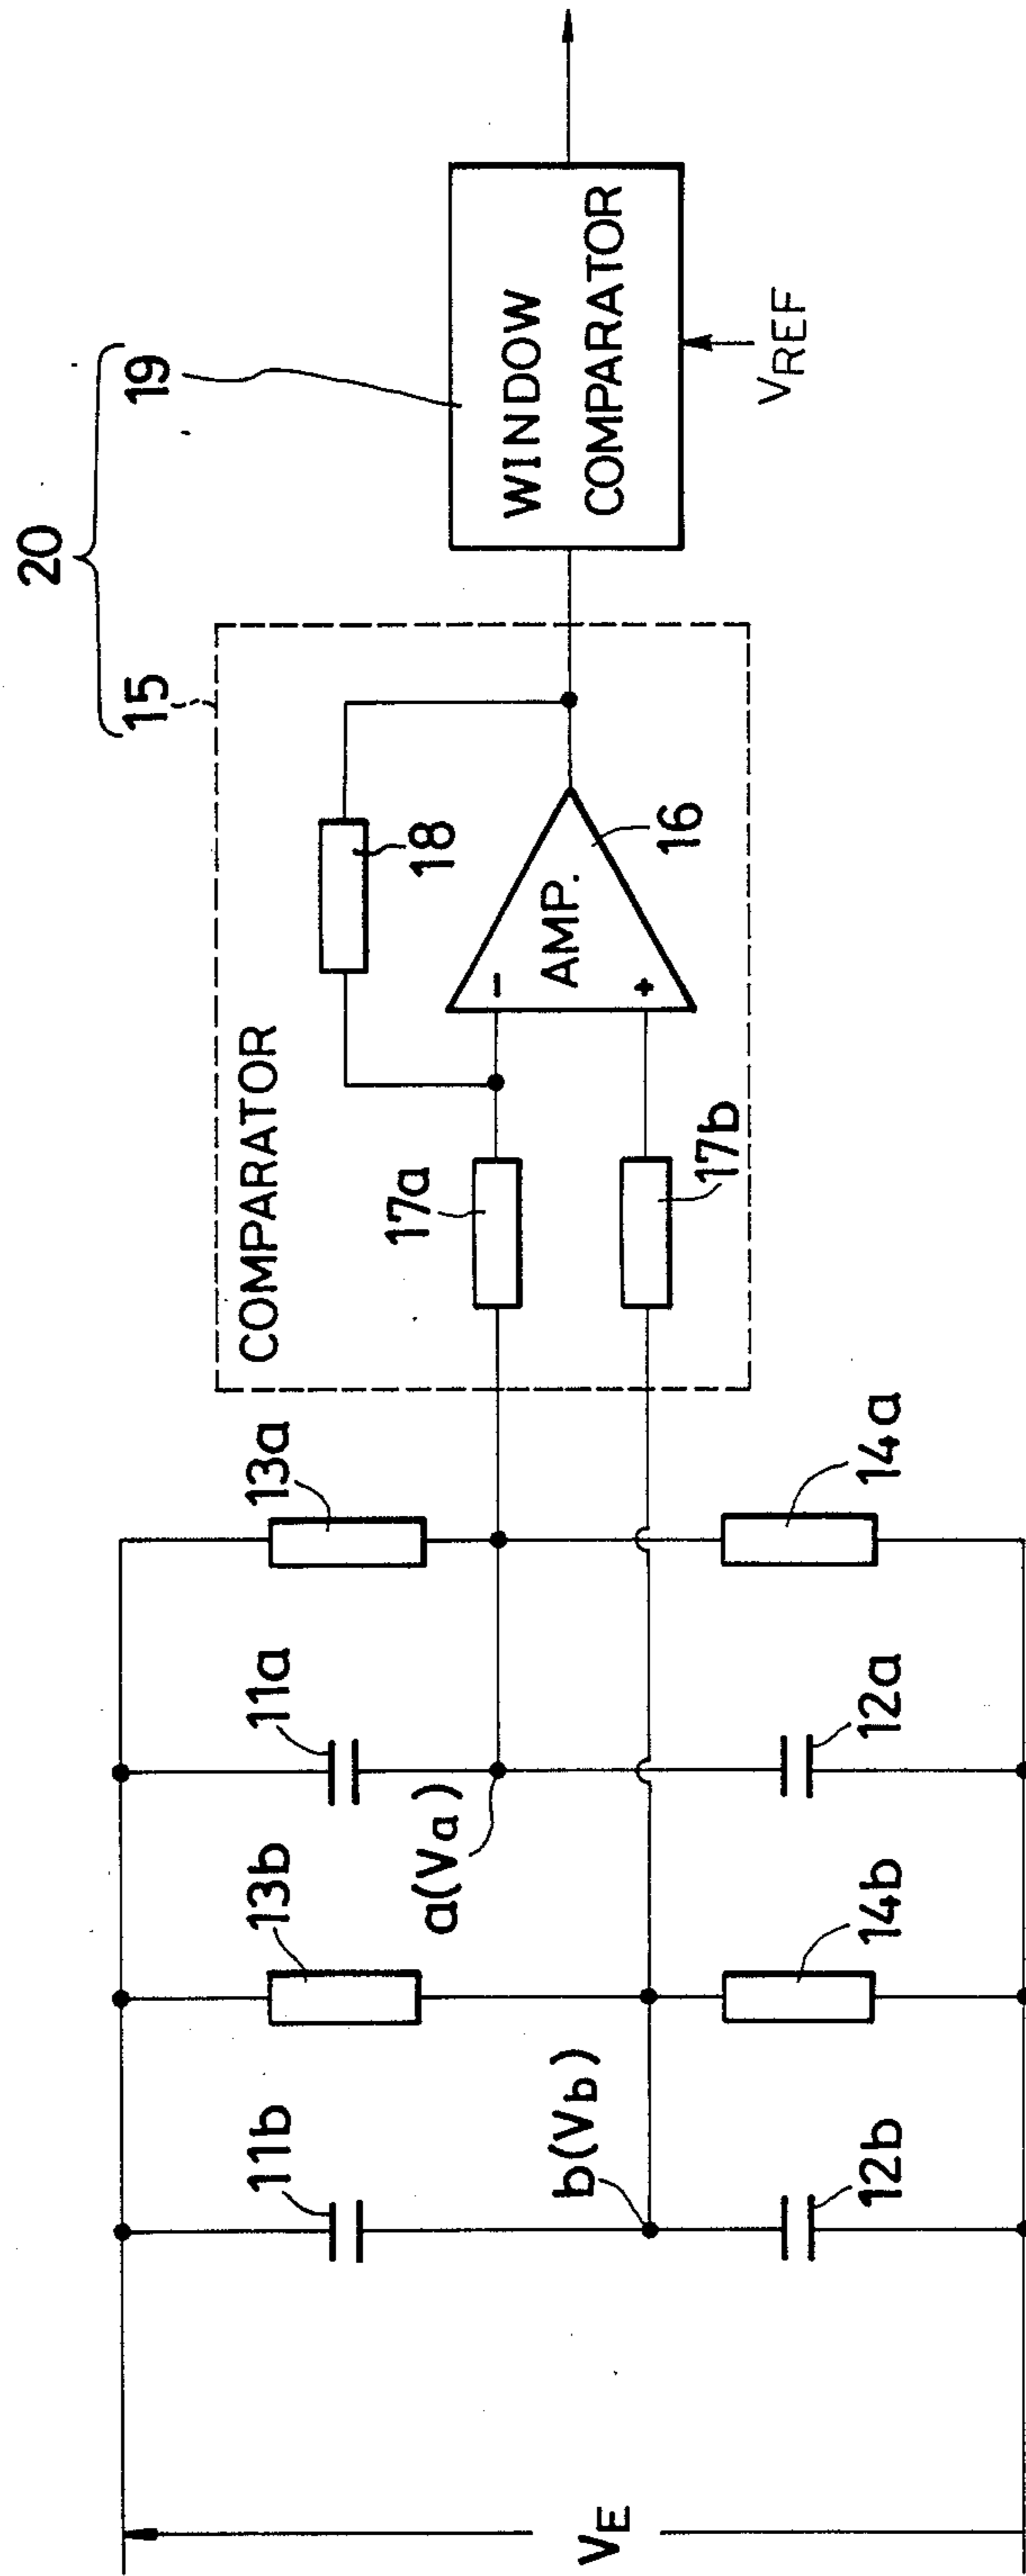 20
15
19
COMPARATOR
18
AMP.
-
+
16
17a
17b
WINDOW
COMPARATOR
VREF
11b
13b
11a
13a
b(Vb)
a(Va)
12b
14b
12a
14a
VE